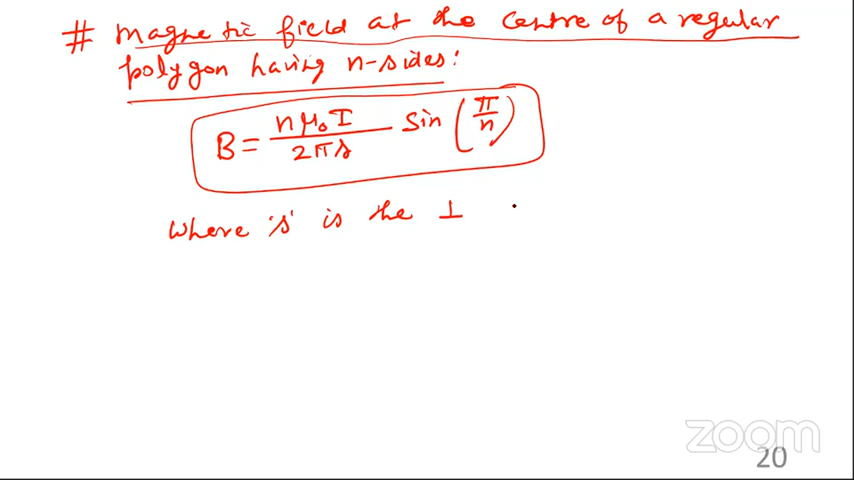 # Magnetic field at the centre of a regular
polygon having n-sides:
B = nμ₀I / 2πs sin (π/n)
Where 's' is the ⊥
zoom
20